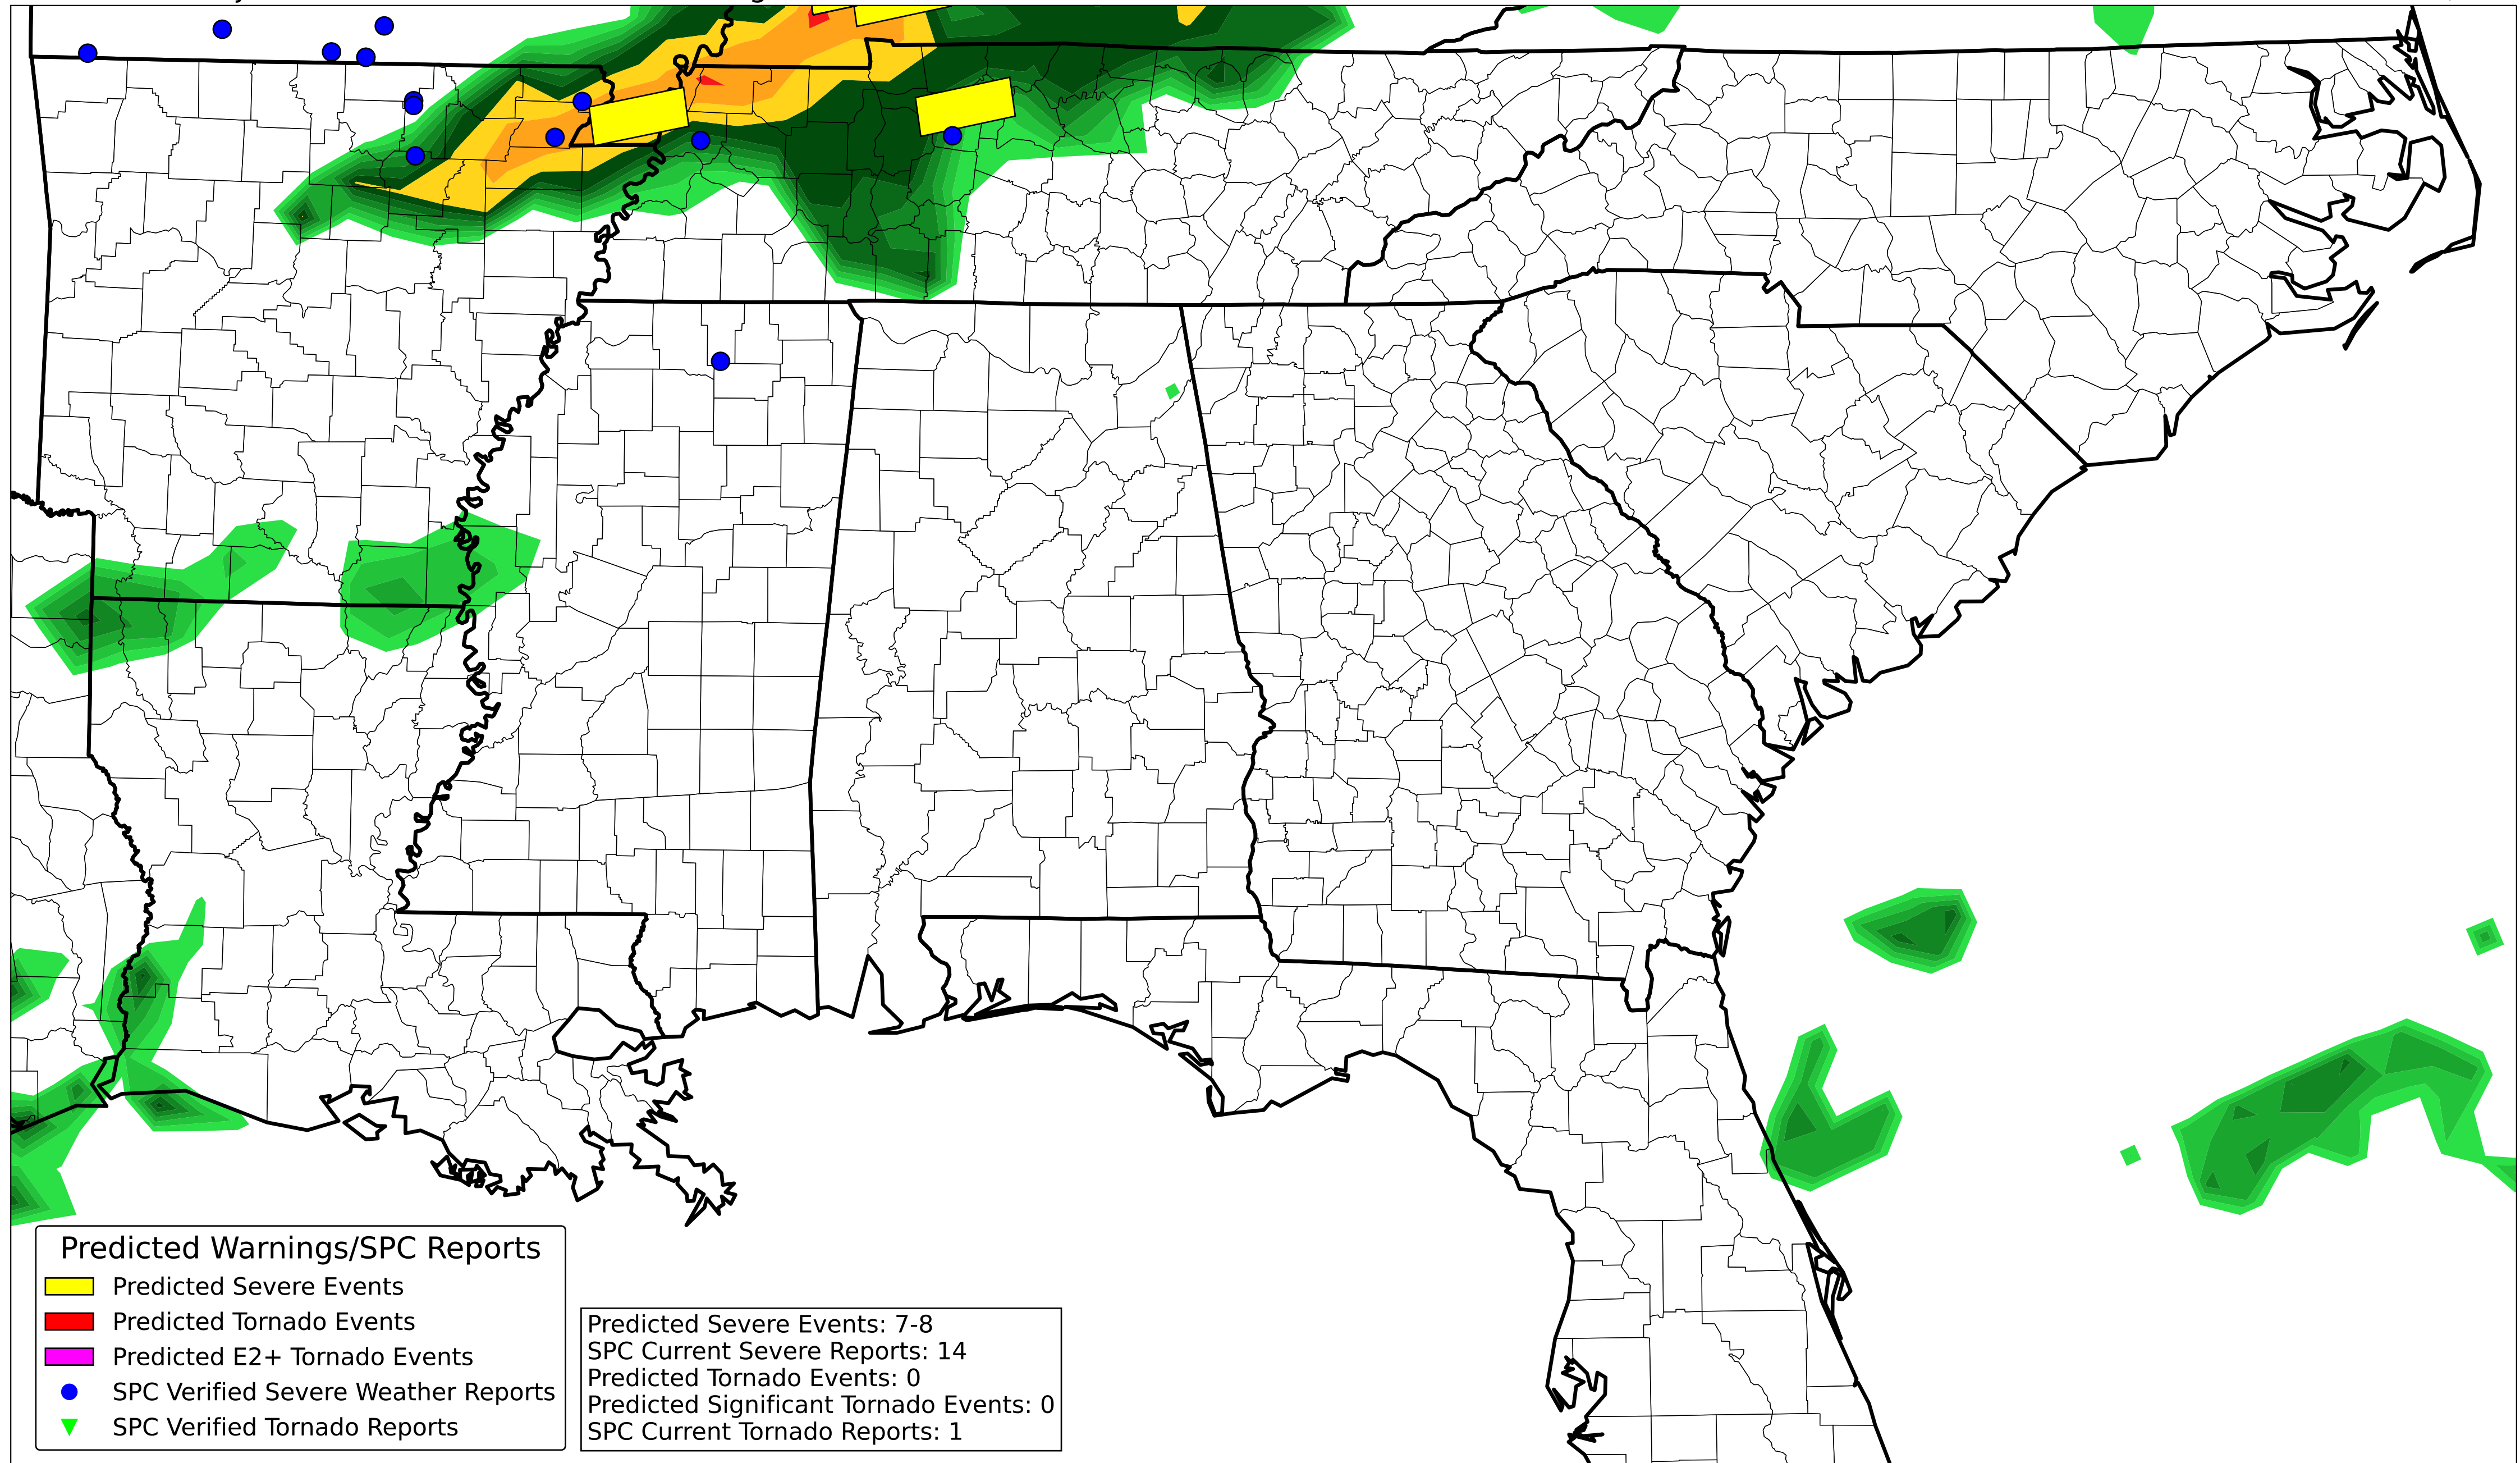 Predicted Warnings/SPC Reports
Predicted Severe Events
Predicted Tornado Events
Predicted E2+ Tornado Events
SPC Verified Severe Weather Reports
SPC Verified Tornado Reports
Predicted Severe Events: 7-8
SPC Current Severe Reports: 14
Predicted Tornado Events: 0
Predicted Significant Tornado Events: 0
SPC Current Tornado Reports: 1